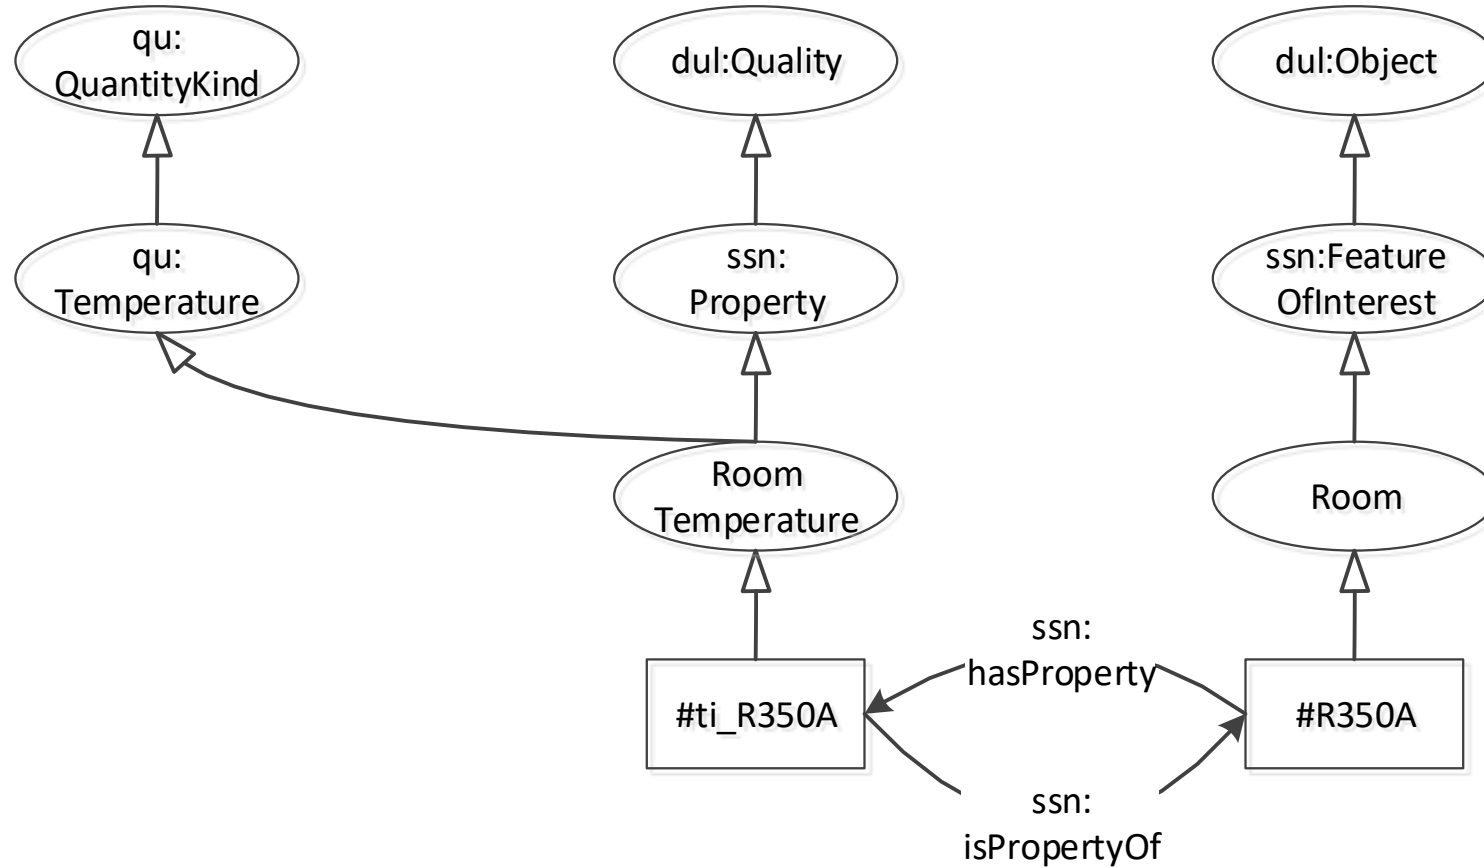 qu:
QuantityKind
dul:Quality
dul:Object
qu:
Temperature
ssn:
Property
ssn:Feature
OfInterest
Room
Temperature
Room
ssn:
hasProperty
#ti_R350A
#R350A
ssn:
isPropertyOf